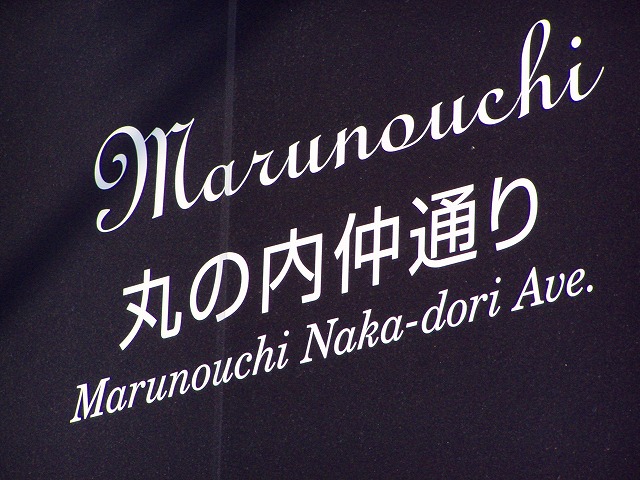 Marunouchi
丸の内仲通り
Marunouchi Naka-dori Ave.